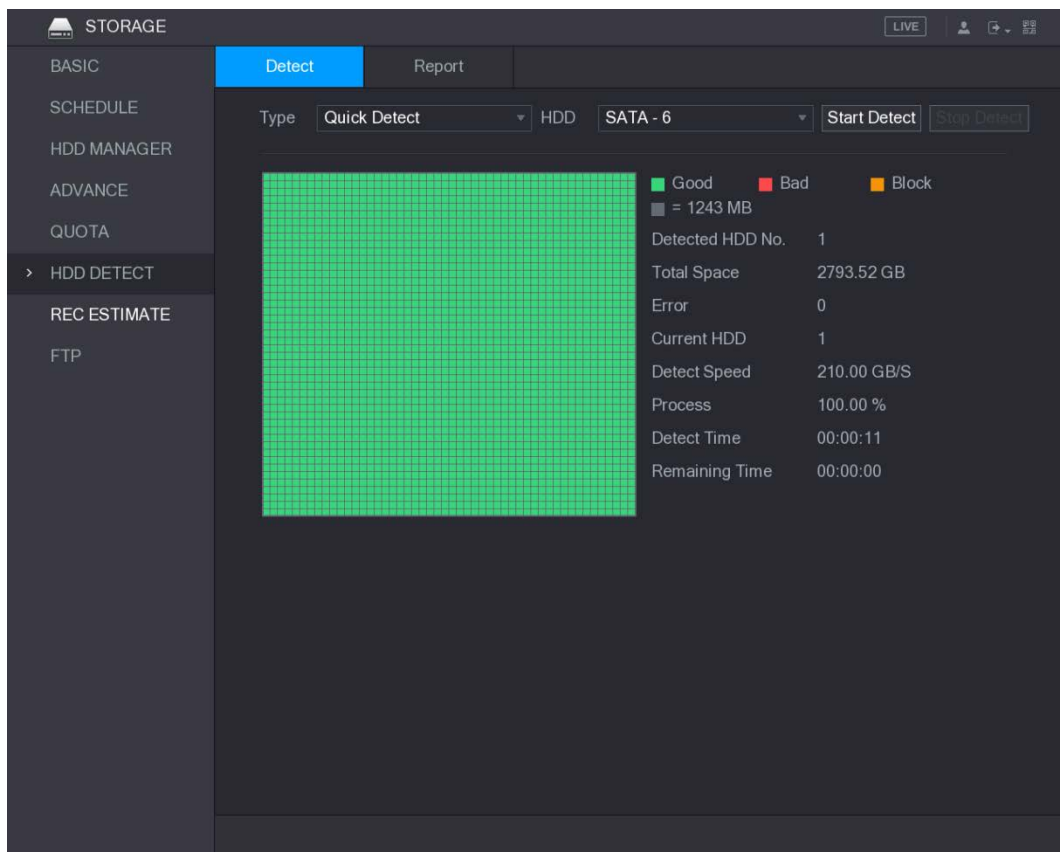 STORAGE
LIVE
BASIC
SCHEDULE
HDD MANAGER
ADVANCE
QUOTA
HDD DETECT
REC ESTIMATE
FTP
Detect Report
Type Quick Detect HDD SATA - 6 Start Detect Stop Detect
Good Bad Block
= 1243 MB
Detected HDD No. 1
Total Space 2793.52 GB
Error 0
Current HDD 1
Detect Speed 210.00 GB/S
Process 100.00 %
Detect Time 00:00:11
Remaining Time 00:00:00